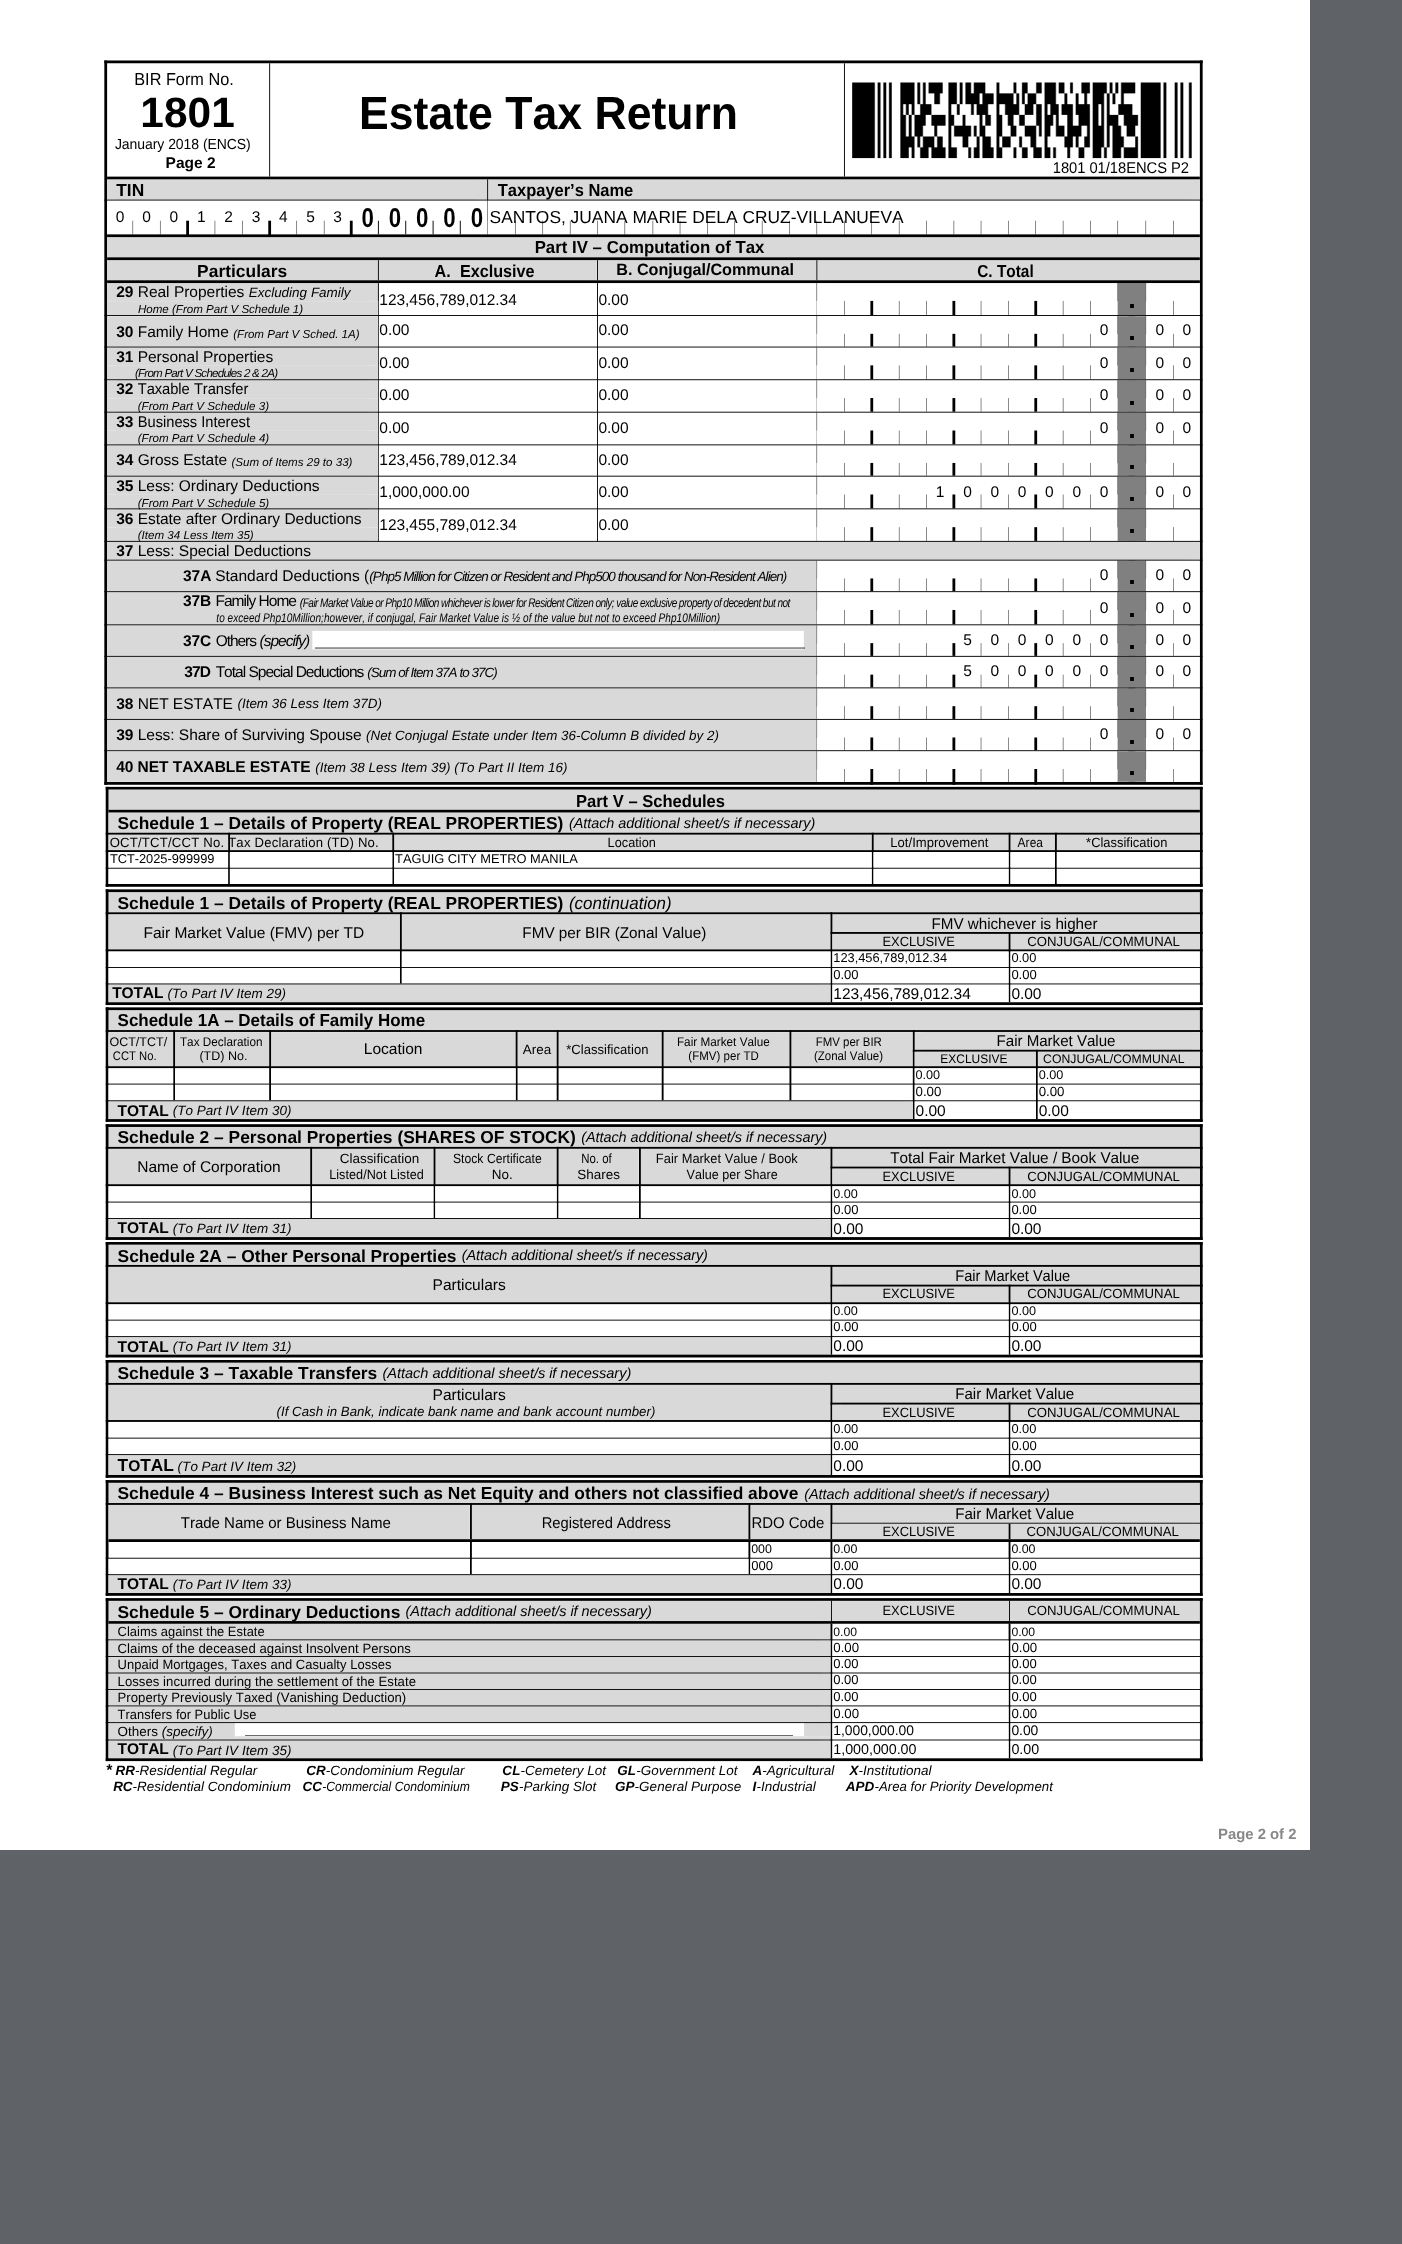 BIR Form No.
1801
January 2018 (ENCS)
Page 2
Estate Tax Return
1801 01/18ENCS P2
TIN Taxpayer’s Name
0 0 0 1 2 3 4 5 3 0 0 0 0 0 SANTOS, JUANA MARIE DELA CRUZ-VILLANUEVA
Part IV – Computation of Tax
Particulars A. Exclusive B. Conjugal/Communal C. Total
29 Real Properties Excluding Family
Home (From Part V Schedule 1) 123,456,789,012.34 0.00 .
30 Family Home (From Part V Sched. 1A) 0.00 0.00 0 . 0 0
31 Personal Properties
(From Part V Schedules 2 & 2A) 0.00 0.00 0 . 0 0
32 Taxable Transfer
(From Part V Schedule 3) 0.00 0.00 0 . 0 0
33 Business Interest
(From Part V Schedule 4) 0.00 0.00 0 . 0 0
34 Gross Estate (Sum of Items 29 to 33) 123,456,789,012.34 0.00 .
35 Less: Ordinary Deductions
(From Part V Schedule 5) 1,000,000.00 0.00 1 0 0 0 0 0 0 . 0 0
36 Estate after Ordinary Deductions
(Item 34 Less Item 35) 123,455,789,012.34 0.00 .
37 Less: Special Deductions
37A Standard Deductions ((Php5 Million for Citizen or Resident and Php500 thousand for Non-Resident Alien) 0 . 0 0
37B Family Home (Fair Market Value or Php10 Million whichever is lower for Resident Citizen only; value exclusive property of decedent but not
to exceed Php10Million;however, if conjugal, Fair Market Value is ½ of the value but not to exceed Php10Million) 0 . 0 0
37C Others (specify) 5 0 0 0 0 0 . 0 0
37D Total Special Deductions (Sum of Item 37A to 37C) 5 0 0 0 0 0 . 0 0
38 NET ESTATE (Item 36 Less Item 37D) .
39 Less: Share of Surviving Spouse (Net Conjugal Estate under Item 36-Column B divided by 2) 0 . 0 0
40 NET TAXABLE ESTATE (Item 38 Less Item 39) (To Part II Item 16) .
Part V – Schedules
Schedule 1 – Details of Property (REAL PROPERTIES) (Attach additional sheet/s if necessary)
OCT/TCT/CCT No. Tax Declaration (TD) No. Location Lot/Improvement Area *Classification
TCT-2025-999999 TAGUIG CITY METRO MANILA
Schedule 1 – Details of Property (REAL PROPERTIES) (continuation)
Fair Market Value (FMV) per TD FMV per BIR (Zonal Value) FMV whichever is higher
EXCLUSIVE CONJUGAL/COMMUNAL
123,456,789,012.34 0.00
0.00 0.00
TOTAL (To Part IV Item 29) 123,456,789,012.34 0.00
Schedule 1A – Details of Family Home
OCT/TCT/ CCT No. Tax Declaration (TD) No. Location Area *Classification Fair Market Value (FMV) per TD FMV per BIR (Zonal Value) Fair Market Value
EXCLUSIVE CONJUGAL/COMMUNAL
0.00 0.00
0.00 0.00
TOTAL (To Part IV Item 30) 0.00 0.00
Schedule 2 – Personal Properties (SHARES OF STOCK) (Attach additional sheet/s if necessary)
Name of Corporation Classification Listed/Not Listed Stock Certificate No. No. of Shares Fair Market Value / Book Value per Share Total Fair Market Value / Book Value
EXCLUSIVE CONJUGAL/COMMUNAL
0.00 0.00
0.00 0.00
TOTAL (To Part IV Item 31) 0.00 0.00
Schedule 2A – Other Personal Properties (Attach additional sheet/s if necessary)
Particulars Fair Market Value
EXCLUSIVE CONJUGAL/COMMUNAL
0.00 0.00
0.00 0.00
TOTAL (To Part IV Item 31) 0.00 0.00
Schedule 3 – Taxable Transfers (Attach additional sheet/s if necessary)
Particulars Fair Market Value
(If Cash in Bank, indicate bank name and bank account number) EXCLUSIVE CONJUGAL/COMMUNAL
0.00 0.00
0.00 0.00
TOTAL (To Part IV Item 32) 0.00 0.00
Schedule 4 – Business Interest such as Net Equity and others not classified above (Attach additional sheet/s if necessary)
Trade Name or Business Name Registered Address RDO Code Fair Market Value
EXCLUSIVE CONJUGAL/COMMUNAL
000 0.00 0.00
000 0.00 0.00
TOTAL (To Part IV Item 33) 0.00 0.00
Schedule 5 – Ordinary Deductions (Attach additional sheet/s if necessary) EXCLUSIVE CONJUGAL/COMMUNAL
Claims against the Estate 0.00 0.00
Claims of the deceased against Insolvent Persons 0.00 0.00
Unpaid Mortgages, Taxes and Casualty Losses 0.00 0.00
Losses incurred during the settlement of the Estate 0.00 0.00
Property Previously Taxed (Vanishing Deduction) 0.00 0.00
Transfers for Public Use 0.00 0.00
Others (specify) 1,000,000.00 0.00
TOTAL (To Part IV Item 35) 1,000,000.00 0.00
* RR-Residential Regular CR-Condominium Regular CL-Cemetery Lot GL-Government Lot A-Agricultural X-Institutional
RC-Residential Condominium CC-Commercial Condominium PS-Parking Slot GP-General Purpose I-Industrial APD-Area for Priority Development
Page 2 of 2